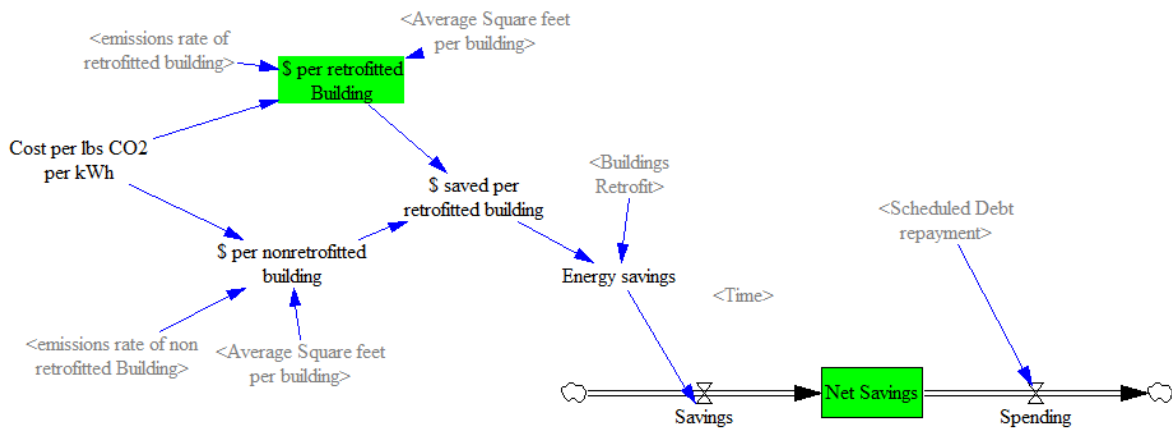 <emissions rate of
retrofitted building>
<Average Square feet
per building>
$ per retrofitted
Building
Cost per lbs CO2
per kWh
$ saved per
retrofitted building
<Buildings
Retrofit>
<Scheduled Debt
repayment>
$ per nonretrofitted
building
Energy savings
<Time>
<emissions rate of non
retrofitted Building>
<Average Square feet
per building>
Net Savings
Savings
Spending